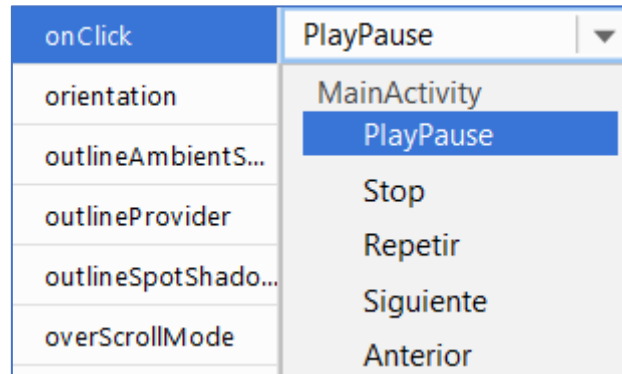 onClick PlayPause
orientation MainActivity
outlineAmbientS... PlayPause
Stop
outlineProvider Repetir
outlineSpotShado... Siguiente
overScrollMode Anterior